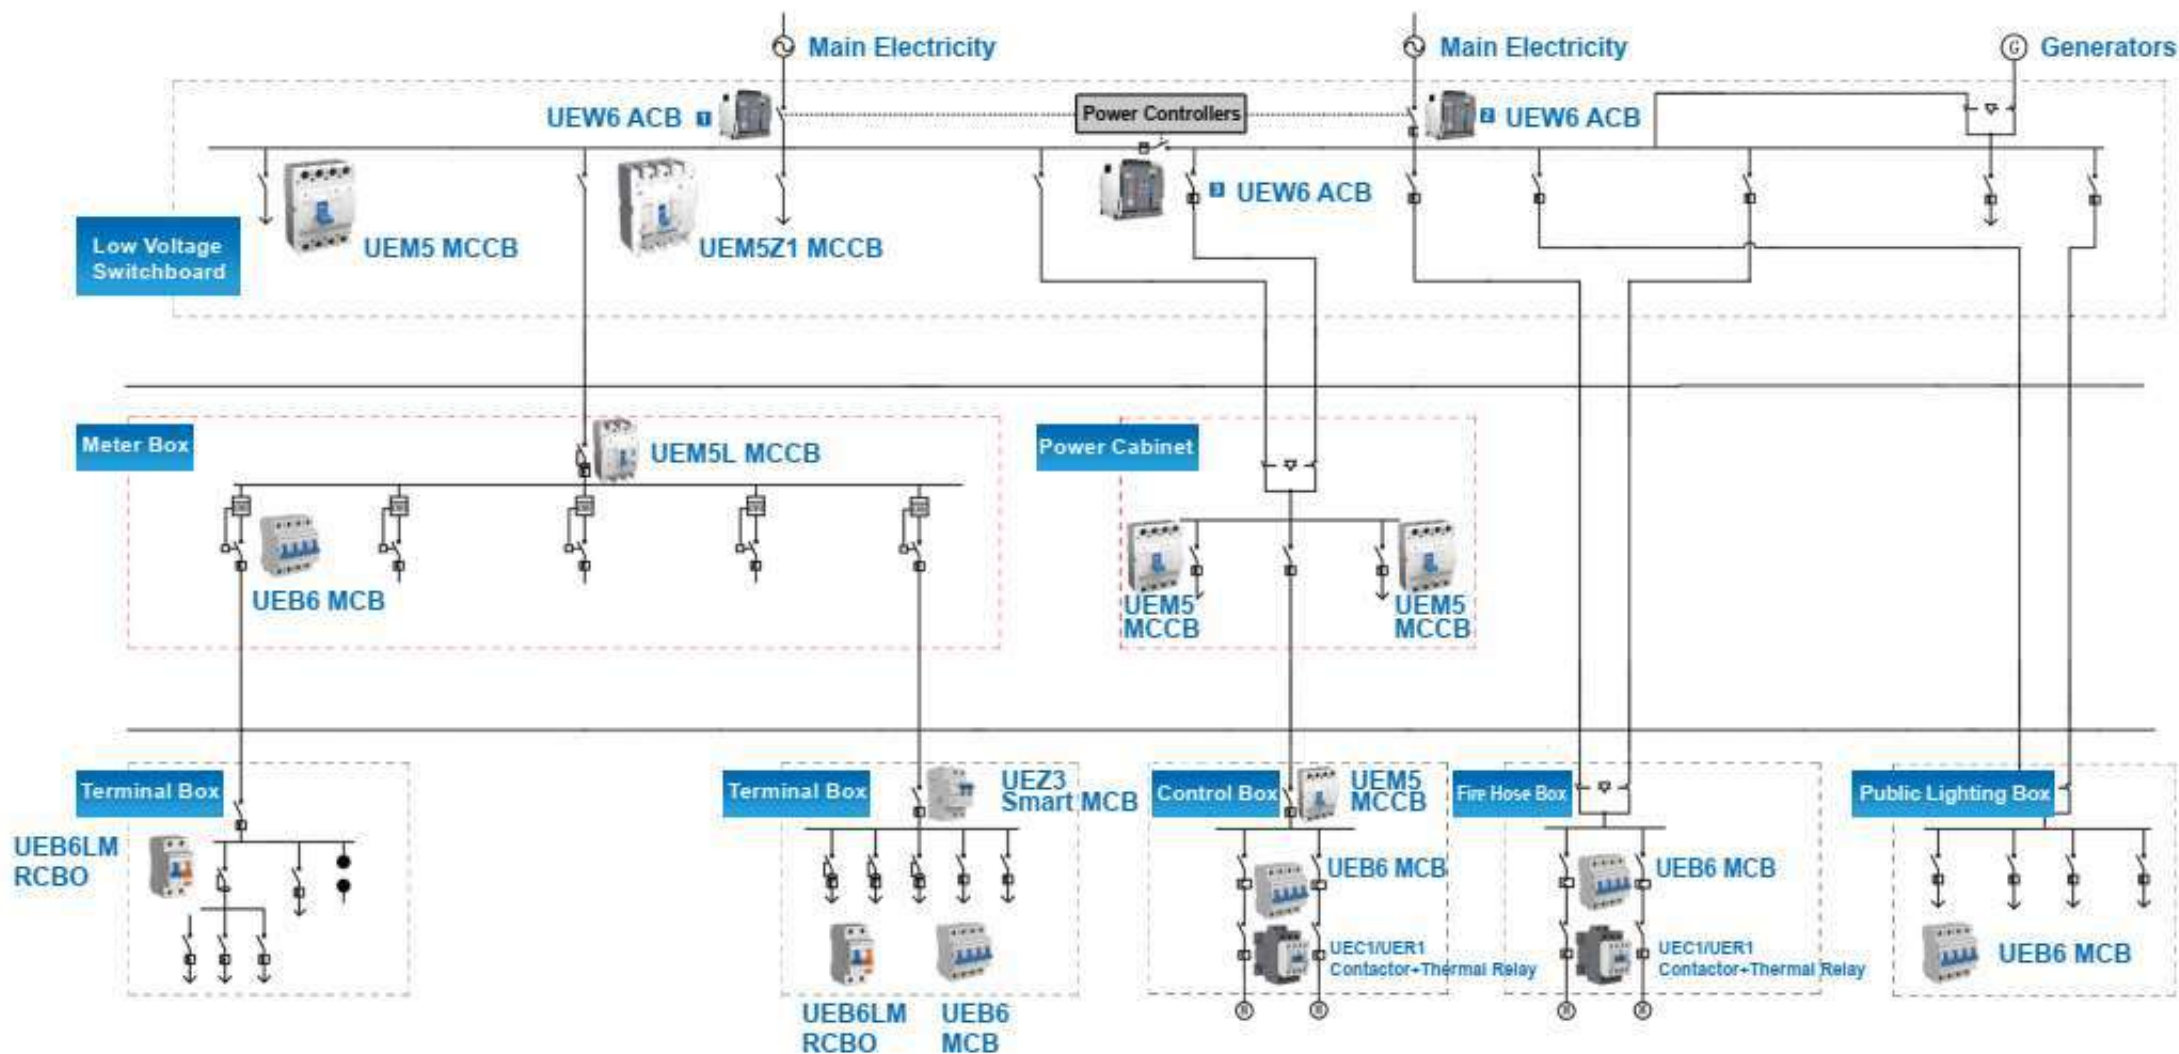 Main Electricity
Main Electricity
G
Generators
UEW6 ACB 1
Power Controllers
2 UEW6 ACB
3 UEW6 ACB
Low Voltage
Switchboard
UEM5 MCCB
UEM5Z1 MCCB
Meter Box
UEM5L MCCB
Power Cabinet
UEB6 MCB
UEM5
MCCB
UEM5
MCCB
Terminal Box
UEB6LM
RCBO
Terminal Box
UEZ3
Smart MCB
UEB6LM
RCBO
UEB6
MCB
Control Box
UEM5
MCCB
UEB6 MCB
UEC1/UER1
Contactor+Thermal Relay
Fire Hose Box
UEB6 MCB
UEC1/UER1
Contactor+Thermal Relay
Public Lighting Box
UEB6 MCB